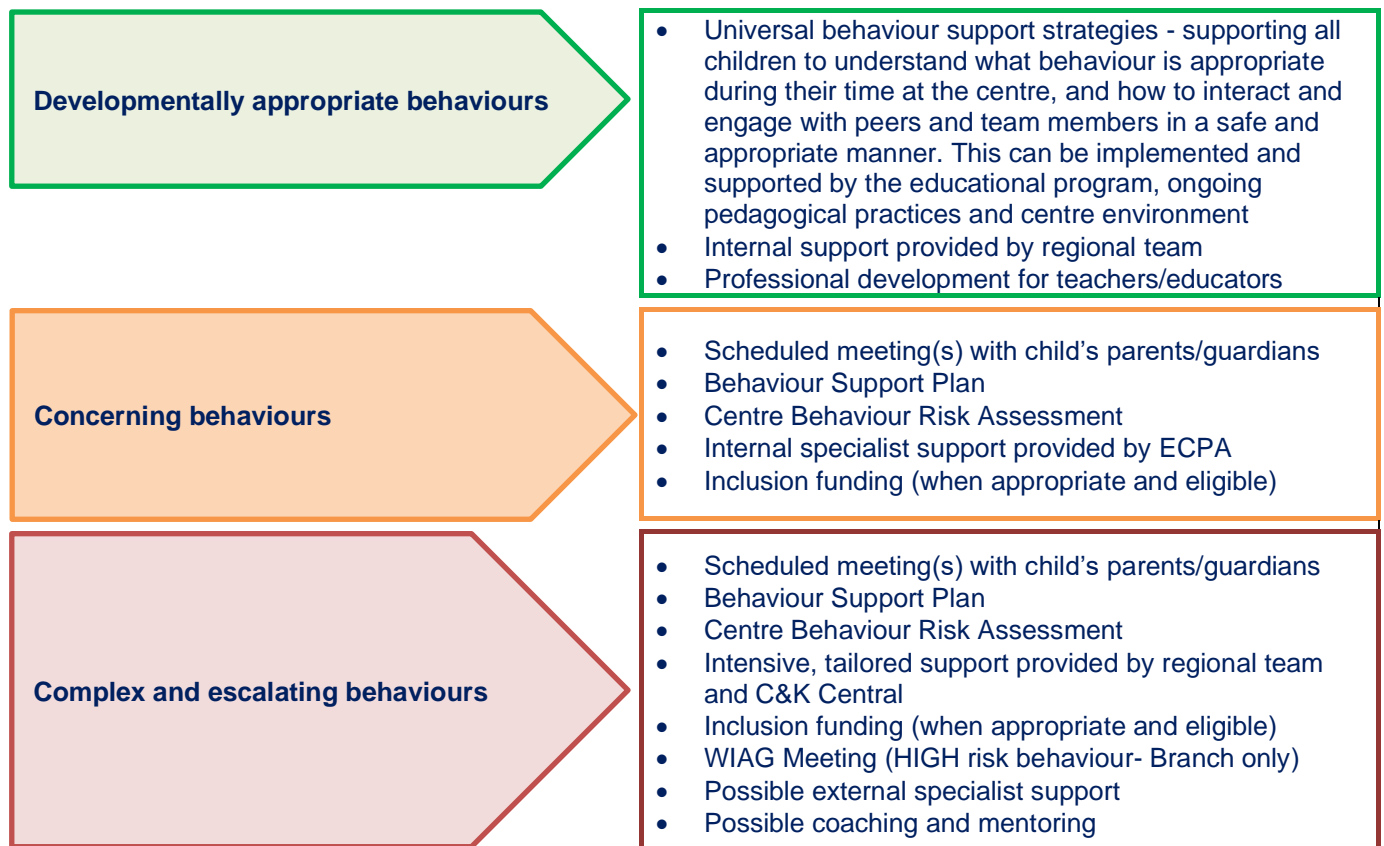 Developmentally appropriate behaviours
• Universal behaviour support strategies - supporting all
children to understand what behaviour is appropriate
during their time at the centre, and how to interact and
engage with peers and team members in a safe and
appropriate manner. This can be implemented and
supported by the educational program, ongoing
pedagogical practices and centre environment
• Internal support provided by regional team
• Professional development for teachers/educators
Concerning behaviours
• Scheduled meeting(s) with child’s parents/guardians
• Behaviour Support Plan
• Centre Behaviour Risk Assessment
• Internal specialist support provided by ECPA
• Inclusion funding (when appropriate and eligible)
Complex and escalating behaviours
• Scheduled meeting(s) with child’s parents/guardians
• Behaviour Support Plan
• Centre Behaviour Risk Assessment
• Intensive, tailored support provided by regional team
and C&K Central
• Inclusion funding (when appropriate and eligible)
• WIAG Meeting (HIGH risk behaviour- Branch only)
• Possible external specialist support
• Possible coaching and mentoring